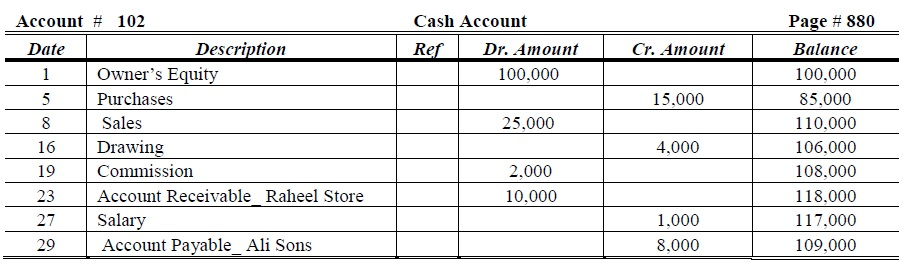 Account # 102 Cash Account Page # 880
Date Description Ref Dr. Amount Cr. Amount Balance
1 Owner's Equity 100,000 100,000
5 Purchases 15,000 85,000
8 Sales 25,000 110,000
16 Drawing 4,000 106,000
19 Commission 2,000 108,000
23 Account Receivable_ Raheel Store 10,000 118,000
27 Salary 1,000 117,000
29 Account Payable_ Ali Sons 8,000 109,000